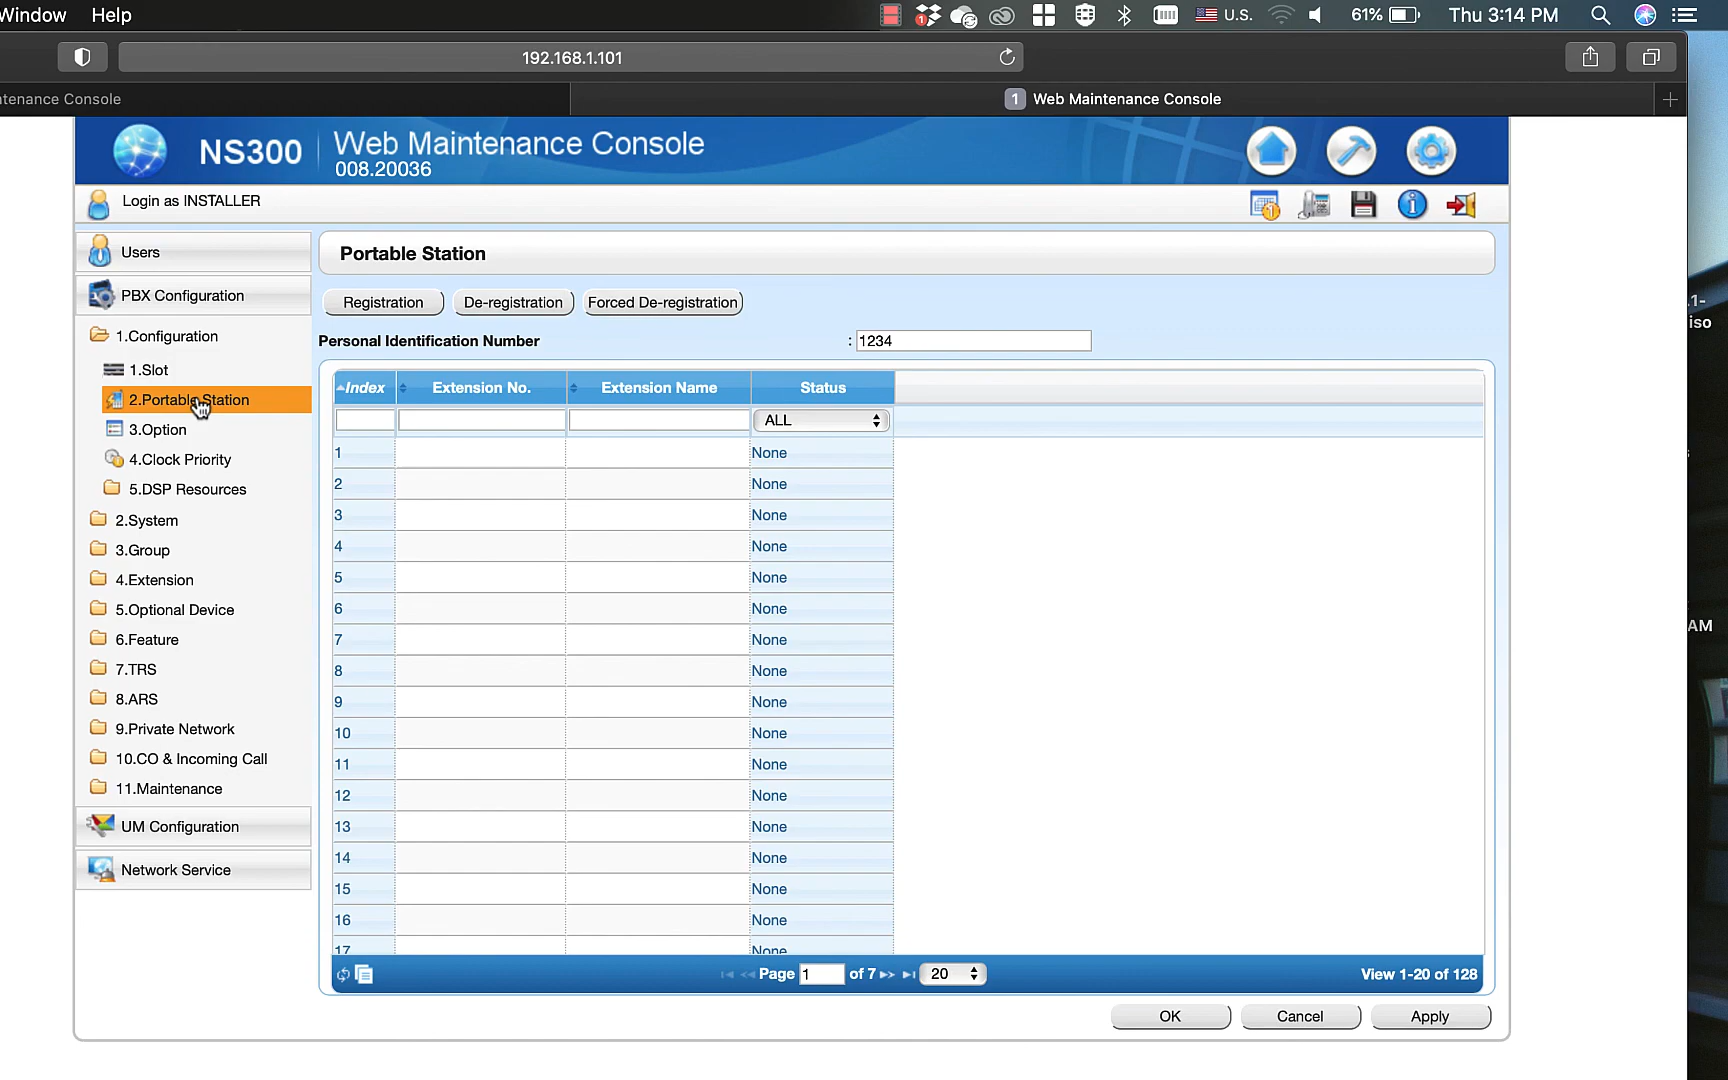 Window Help
61% Thu 3:14 PM
U.S.
192.168.1.101
ntenance Console
1 Web Maintenance Console
NS300
Web Maintenance Console
008.20036
Login as INSTALLER
Users
PBX Configuration
1.Configuration
1.Slot
2.Portable Station
3.Option
4.Clock Priority
5.DSP Resources
2.System
3.Group
4.Extension
5.Optional Device
6.Feature
7.TRS
8.ARS
9.Private Network
10.CO & Incoming Call
11.Maintenance
UM Configuration
Network Service
Portable Station
Registration De-registration Forced De-registration
Personal Identification Number : 1234
Index Extension No. Extension Name Status
ALL
1 None
2 None
3 None
4 None
5 None
6 None
7 None
8 None
9 None
10 None
11 None
12 None
13 None
14 None
15 None
16 None
17 None
Page 1 of 7 20 View 1-20 of 128
OK Cancel Apply
.1-
iso
AM